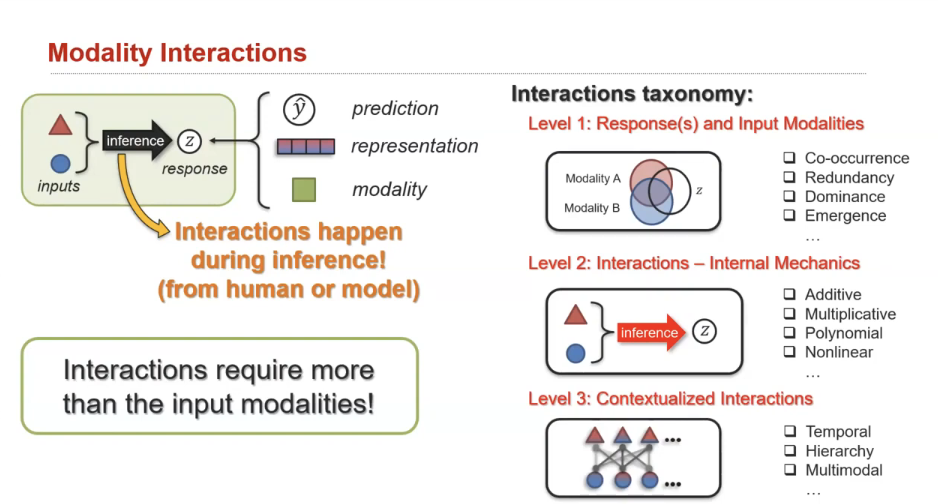 Modality Interactions
inputs
inference
z
response
ŷ
prediction
representation
modality
Interactions happen
during inference!
(from human or model)
Interactions require more
than the input modalities!
Interactions taxonomy:
Level 1: Response(s) and Input Modalities
Modality A
Modality B
z
❑ Co-occurrence
❑ Redundancy
❑ Dominance
❑ Emergence
…
Level 2: Interactions – Internal Mechanics
inference
z
❑ Additive
❑ Multiplicative
❑ Polynomial
❑ Nonlinear
…
Level 3: Contextualized Interactions
...
...
❑ Temporal
❑ Hierarchy
❑ Multimodal
…